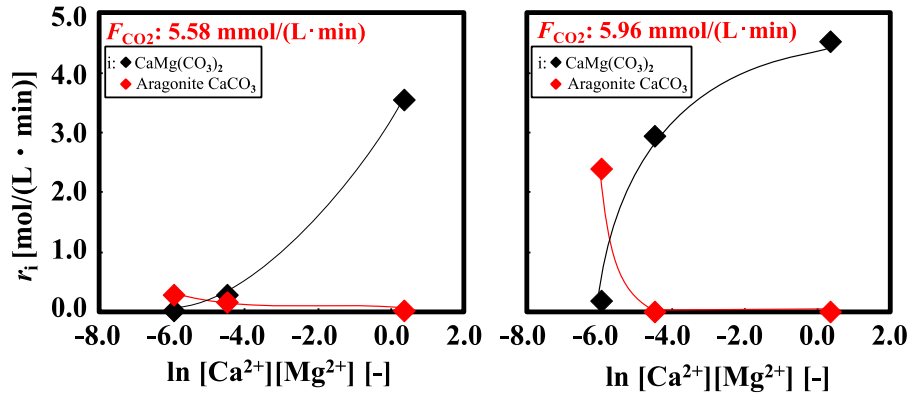 F_CO2: 5.58 mmol/(L·min)
i: CaMg(CO₃)₂
Aragonite CaCO₃
5.0
4.0
3.0
2.0
1.0
0.0
r_i [mol/(L・min)]
-8.0 -6.0 -4.0 -2.0 0.0 2.0
ln [Ca²⁺][Mg²⁺] [-]
F_CO2: 5.96 mmol/(L·min)
i: CaMg(CO₃)₂
Aragonite CaCO₃
-8.0 -6.0 -4.0 -2.0 0.0 2.0
ln [Ca²⁺][Mg²⁺] [-]